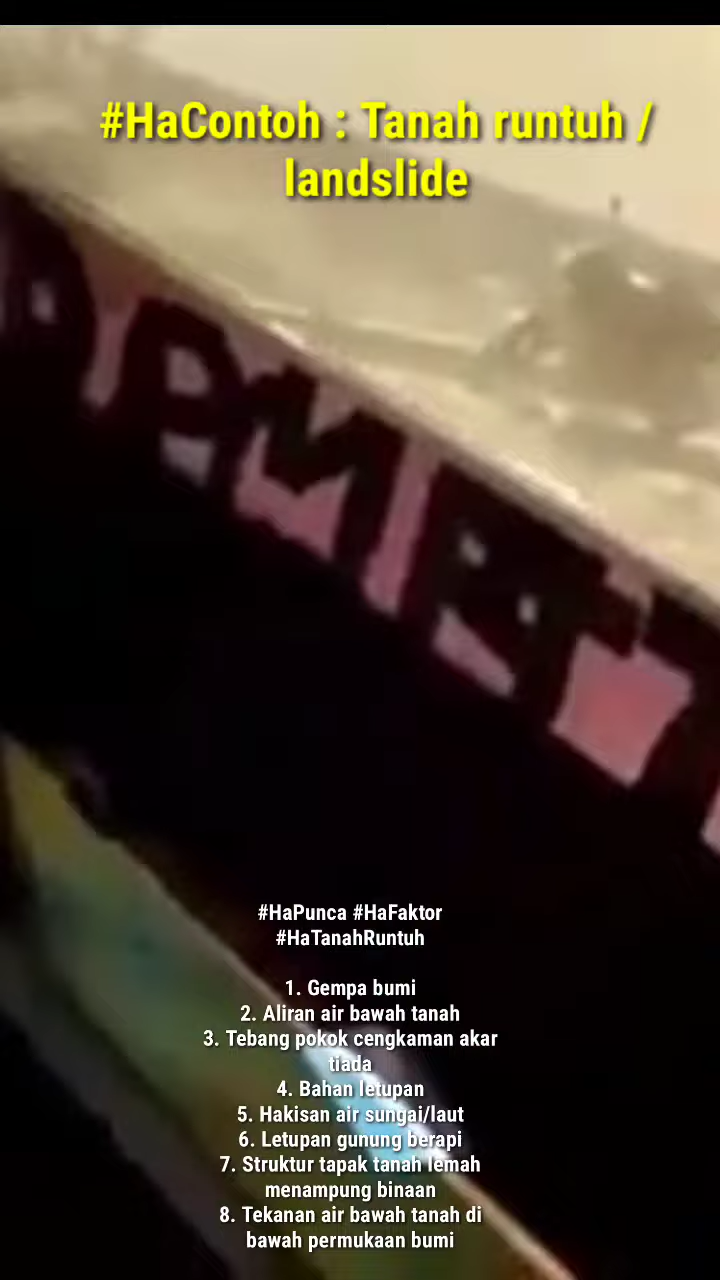 #HaContoh : Tanah runtuh /
landslide
#HaPunca #HaFaktor
#HaTanahRuntuh
1. Gempa bumi
2. Aliran air bawah tanah
3. Tebang pokok cengkaman akar
tiada
4. Bahan letupan
5. Hakisan air sungai/laut
6. Letupan gunung berapi
7. Struktur tapak tanah lemah
menampung binaan
8. Tekanan air bawah tanah di
bawah permukaan bumi